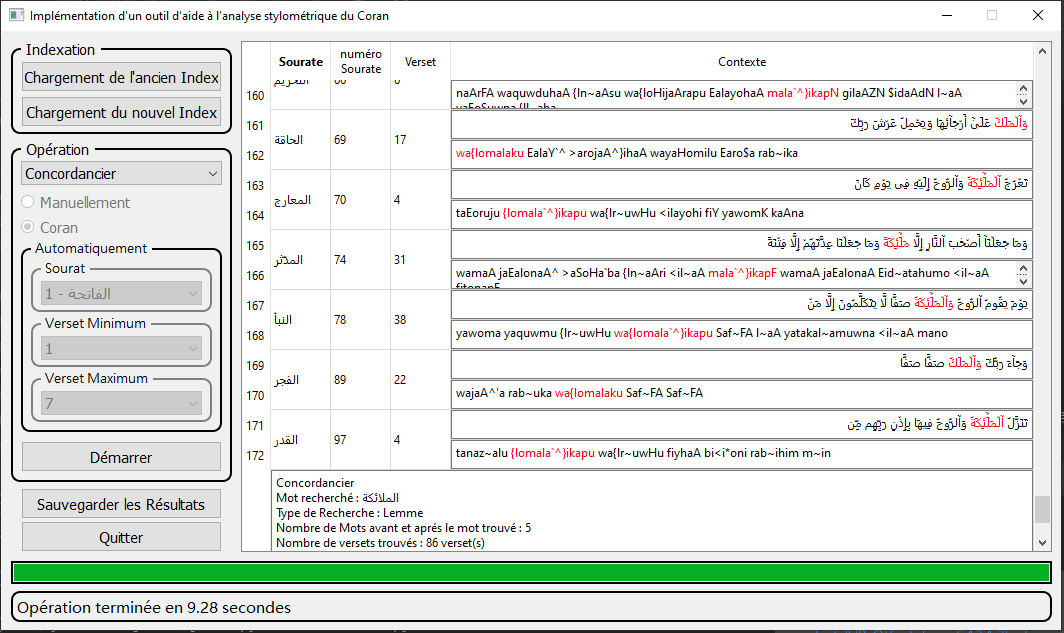 Implémentation d'un outil d'aide à l'analyse stylométrique du Coran
Indexation
Chargement de l'ancien Index
Chargement du nouvel Index
Opération
Concordancier
Manuellement
Coran
Automatiquement
Sourat
1 - الفاتحة
Verset Minimum
1
Verset Maximum
7
Démarrer
Sauvegarder les Résultats
Quitter
Sourate numéro Sourate Verset Contexte
160 naArFA waquwduhaA {ln~aAsu wa{loHijaArapu EalayohaA mala`^}ikapN gilaAZN $idaAdN l~aA
161 وَٱلْمَلَكُ عَلَىٰٓ أَرْجَآئِهَا وَيَحْمِلُ عَرْشَ رَبِّكَ
الحاقة 69 17
162 wa{lomalaku EalaY`^ >arojaA^}ihaA wayaHomilu Earo$a rab~ika
163 تَعْرُجُ ٱلْمَلَٰٓئِكَةُ وَٱلرُّوحُ إِلَيْهِ فِى يَوْمٍ كَانَ
المعارج 70 4
164 taEoruju {lomala`^}ikapu wa{lr~uwHu <ilayohi fiY yawomK kaAna
165 وَمَا جَعَلْنَآ أَصْحَٰبَ ٱلنَّارِ إِلَّا مَلَٰٓئِكَةً وَمَا جَعَلْنَا عِدَّتَهُمْ إِلَّا فِتْنَةً
المدّثر 74 31
166 wamaA jaEalonaA^ >aSoHa`ba {ln~aAri <il~aA mala`^}ikapF wamaA jaEalonaA Eid~atahumo <il~aA
167 يَوْمَ يَقُومُ ٱلرُّوحُ وَٱلْمَلَٰٓئِكَةُ صَفًّا لَّا يَتَكَلَّمُونَ إِلَّا مَنْ
النبأ 78 38
168 yawoma yaquwmu {lr~uwHu wa{lomala`^}ikapu Saf~FA l~aA yatakal~amuwna <il~aA mano
169 وَجَآءَ رَبُّكَ وَٱلْمَلَكُ صَفًّا صَفًّا
الفجر 89 22
170 wajaA^'a rab~uka wa{lomalaku Saf~FA Saf~FA
171 تَنَزَّلُ ٱلْمَلَٰٓئِكَةُ وَٱلرُّوحُ فِيهَا بِإِذْنِ رَبِّهِم مِّن
القدر 97 4
172 tanaz~alu {lomala`^}ikapu wa{lr~uwHu fiyhaA bi<i*oni rab~ihim m~in
Concordancier
Mot recherché : الملائكة
Type de Recherche : Lemme
Nombre de Mots avant et aprés le mot trouvé : 5
Nombre de versets trouvés : 86 verset(s)
Opération terminée en 9.28 secondes